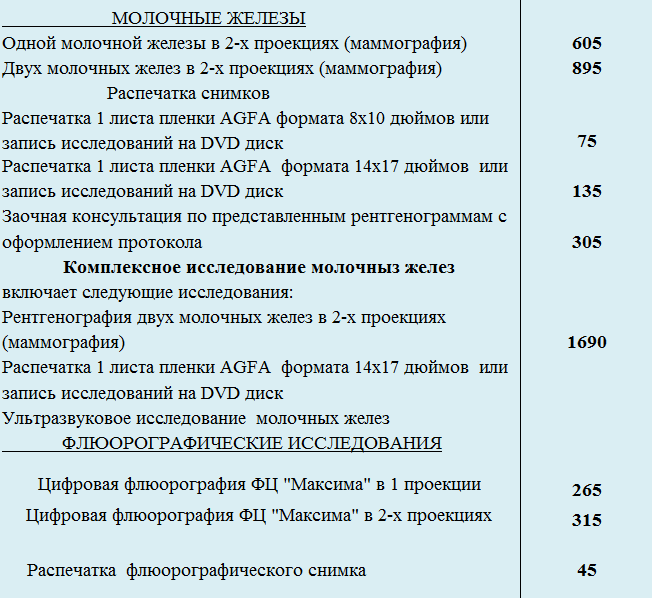 МОЛОЧНЫЕ ЖЕЛЕЗЫ
Одной молочной железы в 2-х проекциях (маммография) 605
Двух молочных желез в 2-х проекциях (маммография) 895
Распечатка снимков
Распечатка 1 листа пленки AGFA формата 8х10 дюймов или
запись исследований на DVD диск 75
Распечатка 1 листа пленки AGFA формата 14х17 дюймов или
запись исследований на DVD диск 135
Заочная консультация по представленным рентгенограммам с
оформлением протокола 305
Комплексное исследование молочныз желез
включает следующие исследования:
Рентгенография двух молочных желез в 2-х проекциях
(маммография) 1690
Распечатка 1 листа пленки AGFA формата 14х17 дюймов или
запись исследований на DVD диск
Ультразвуковое исследование молочных желез
ФЛЮОРОГРАФИЧЕСКИЕ ИССЛЕДОВАНИЯ
Цифровая флюорография ФЦ "Максима" в 1 проекции 265
Цифровая флюорография ФЦ "Максима" в 2-х проекциях 315
Распечатка флюорографического снимка 45